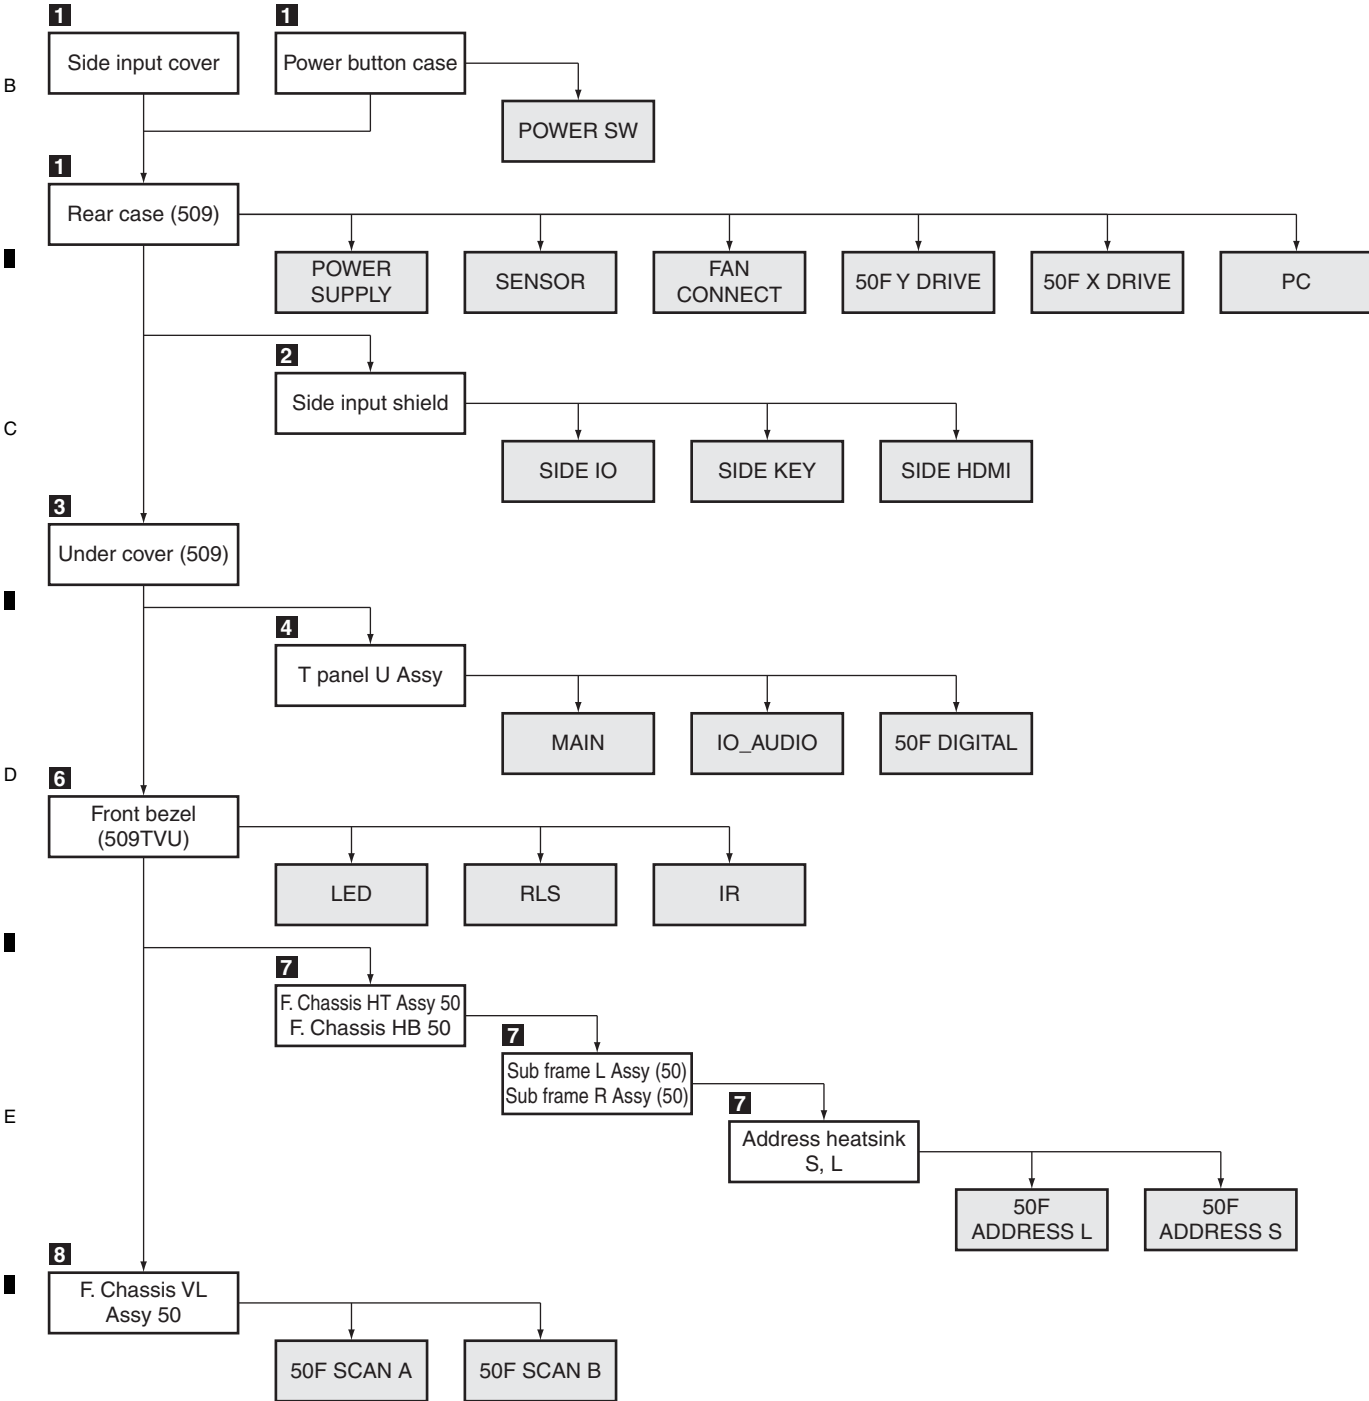 1
1
Side input cover
Power button case
B
POWER SW
1
Rear case (509)
POWER
SUPPLY
SENSOR
FAN
CONNECT
50F Y DRIVE
50F X DRIVE
PC
2
Side input shield
C
SIDE IO
SIDE KEY
SIDE HDMI
3
Under cover (509)
4
T panel U Assy
MAIN
IO_AUDIO
50F DIGITAL
D
6
Front bezel
(509TVU)
LED
RLS
IR
7
F. Chassis HT Assy 50
F. Chassis HB 50
7
Sub frame L Assy (50)
Sub frame R Assy (50)
E
7
Address heatsink
S, L
50F
ADDRESS L
50F
ADDRESS S
8
F. Chassis VL
Assy 50
50F SCAN A
50F SCAN B